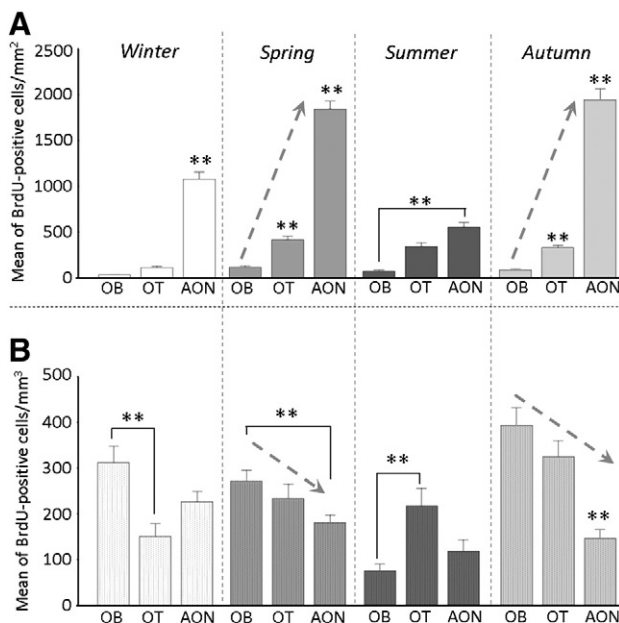 A
Winter Spring Summer Autumn
Mean of BrdU-positive cells/mm²
2500
2000
1500
1000
500
0
** ** ** ** ** **
OB OT AON OB OT AON OB OT AON OB OT AON
B
Mean of BrdU-positive cells/mm³
400
300
200
100
0
** ** ** **
OB OT AON OB OT AON OB OT AON OB OT AON